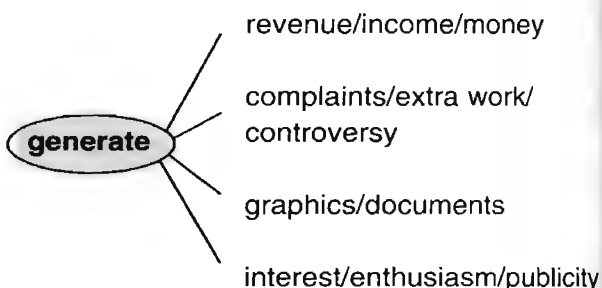 revenue/income/money
complaints/extra work/
controversy
generate
graphics/documents
interest/enthusiasm/publicity